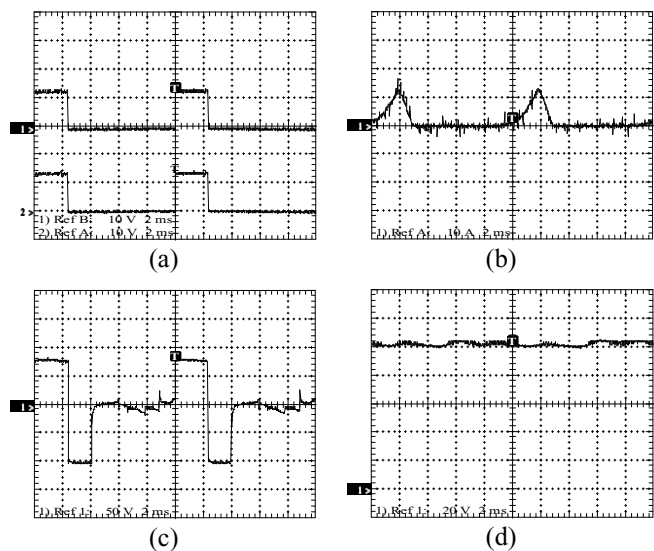 T
1>
T
2>
1) Ref B: 10 V 2 ms
2) Ref A: 10 V 2 ms
(a)
T
1>
1) Ref A: 10 A 2 ms
(b)
T
1>
1) Ref 1: 50 V 2 ms
(c)
T
1>
1) Ref 1: 20 V 2 ms
(d)